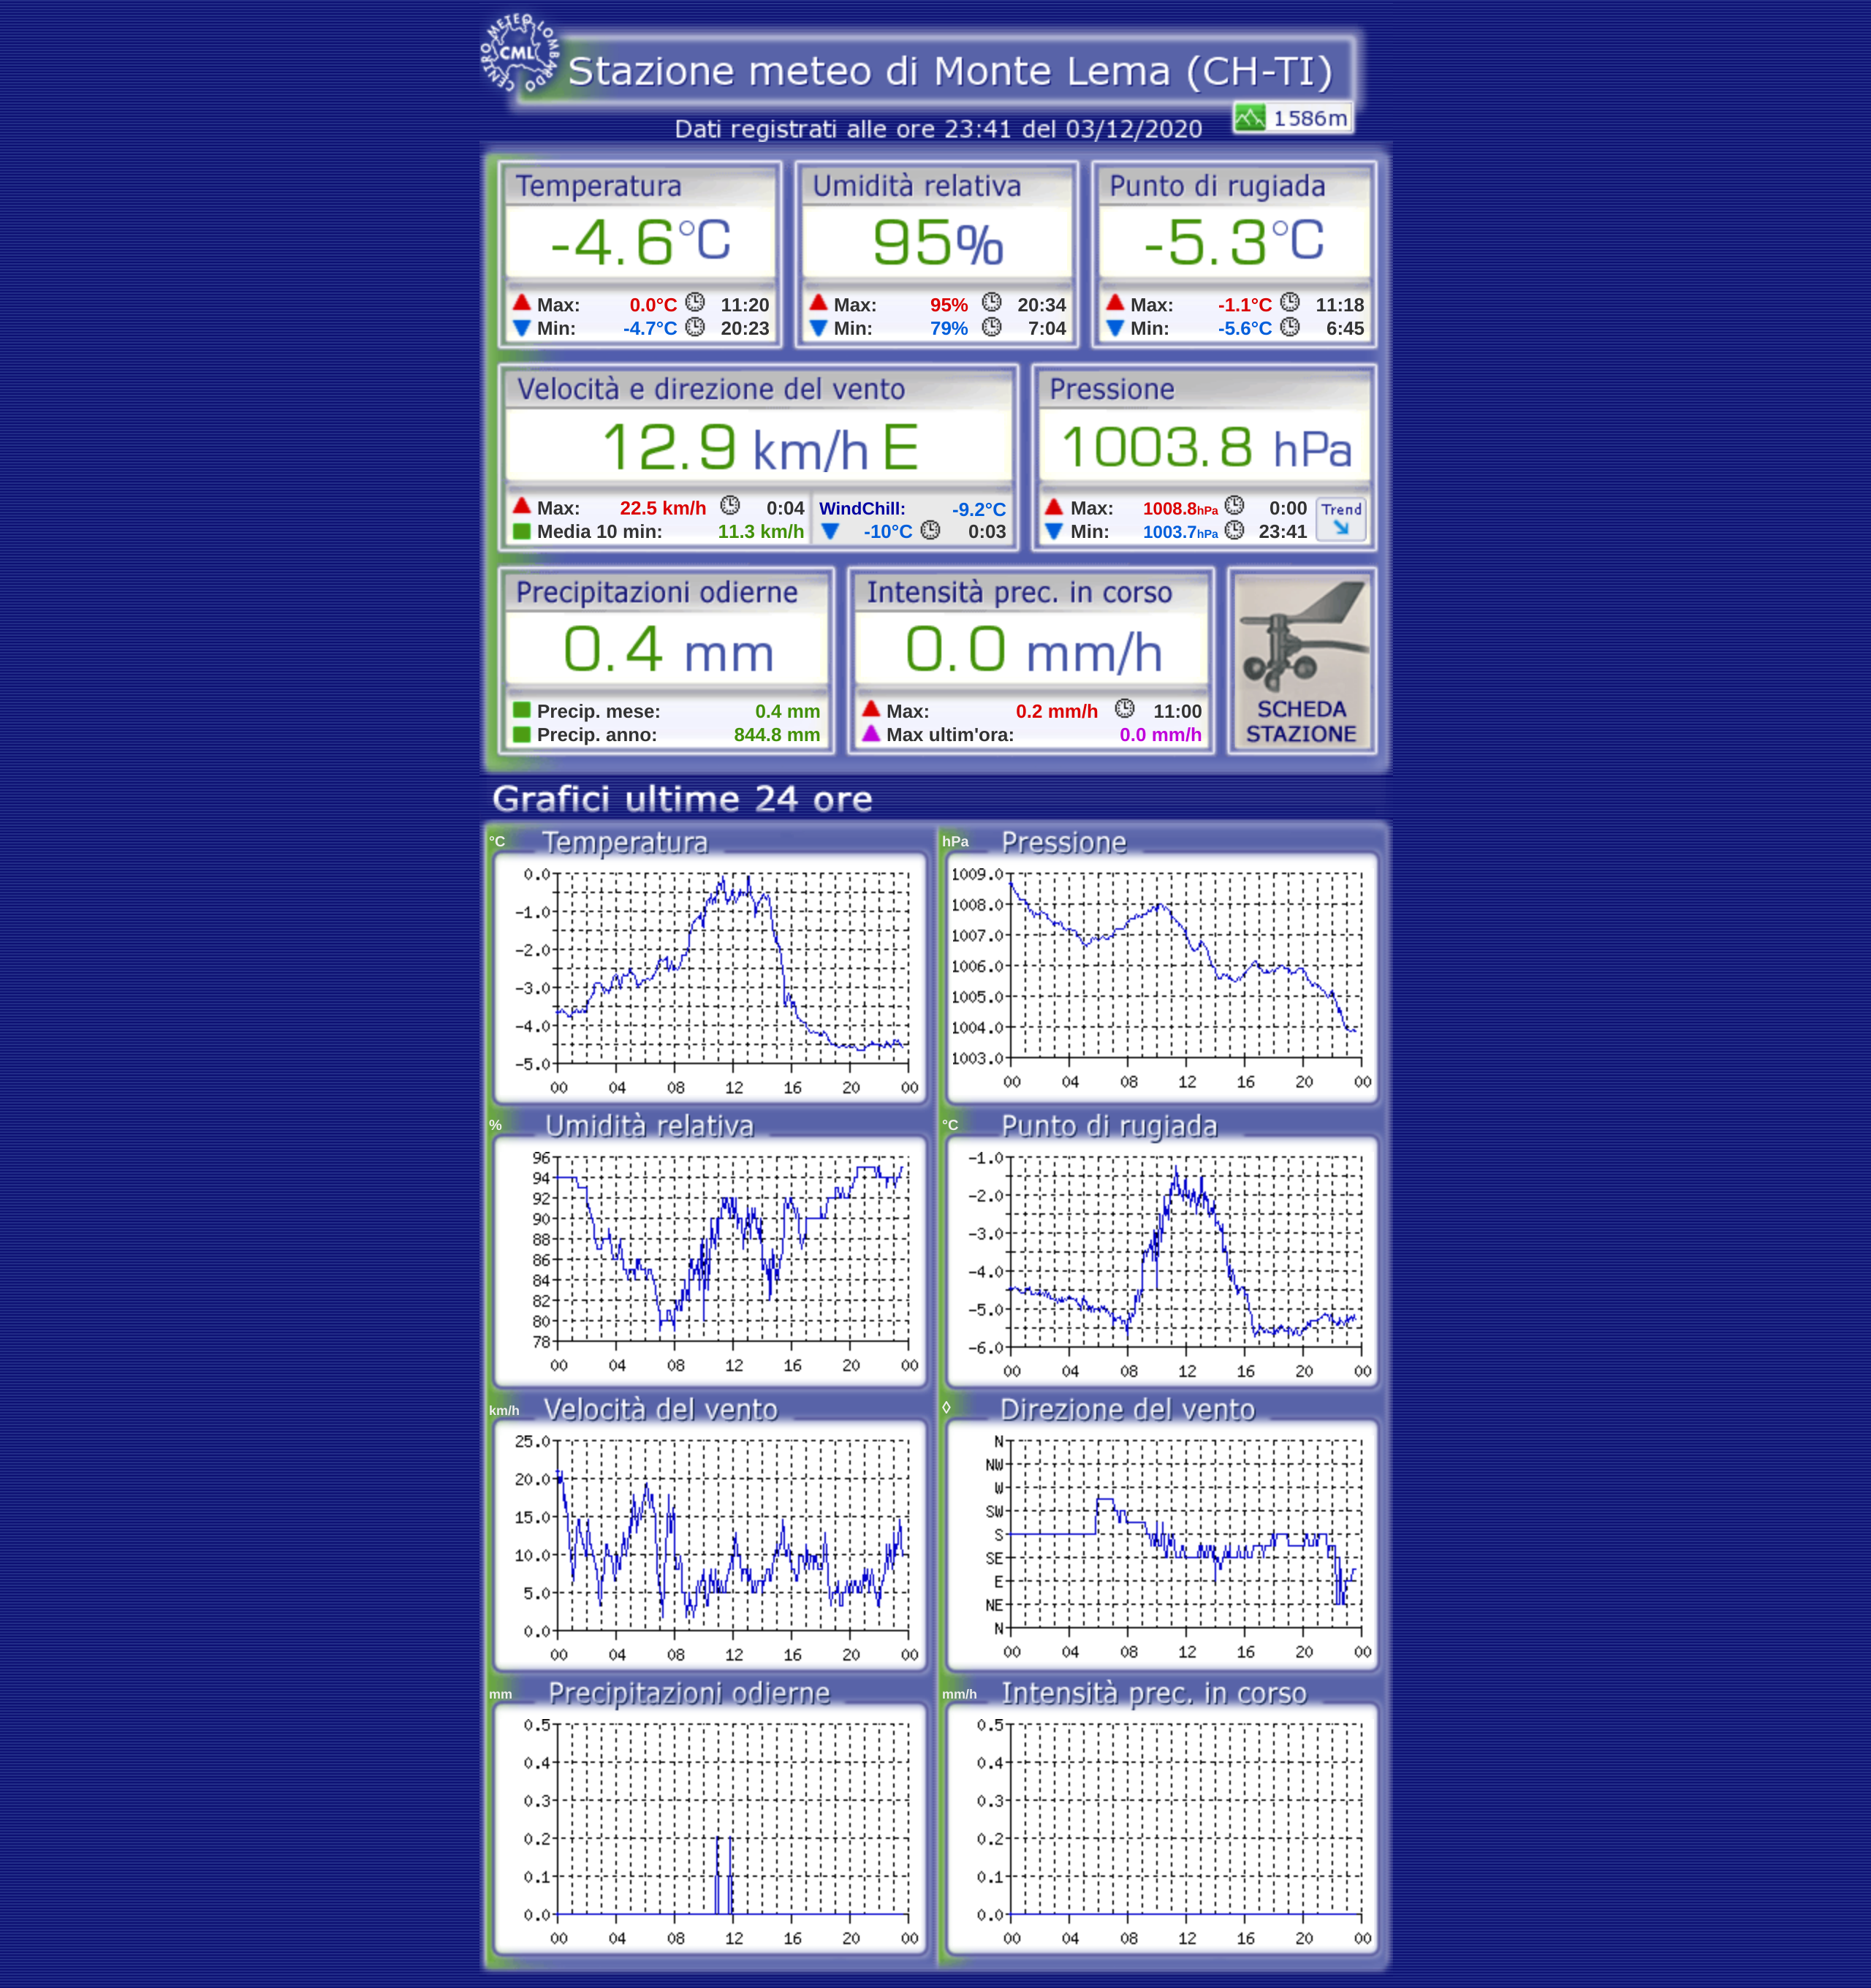 CENTRO METEO LOMBARDO
CML
Stazione meteo di Monte Lema (CH-TI)
1586m
Dati registrati alle ore 23:41 del 03/12/2020
Temperatura Umidità relativa Punto di rugiada
-4.6°C 95% -5.3°C
Max: 0.0°C 11:20 Max: 95% 20:34 Max: -1.1°C 11:18
Min: -4.7°C 20:23 Min: 79% 7:04 Min: -5.6°C 6:45
Velocità e direzione del vento Pressione
12.9 km/h E 1003.8 hPa
Max: 22.5 km/h 0:04 WindChill: -9.2°C Max: 1008.8hPa 0:00 Trend
Media 10 min: 11.3 km/h -10°C 0:03 Min: 1003.7hPa 23:41
Precipitazioni odierne Intensità prec. in corso
0.4 mm 0.0 mm/h
Precip. mese: 0.4 mm Max: 0.2 mm/h 11:00 SCHEDA
Precip. anno: 844.8 mm Max ultim'ora: 0.0 mm/h STAZIONE
Grafici ultime 24 ore
°C Temperatura
0.0
-1.0
-2.0
-3.0
-4.0
-5.0
00 04 08 12 16 20 00
hPa Pressione
1009.0
1008.0
1007.0
1006.0
1005.0
1004.0
1003.0
00 04 08 12 16 20 00
% Umidità relativa
96
94
92
90
88
86
84
82
80
78
00 04 08 12 16 20 00
°C Punto di rugiada
-1.0
-2.0
-3.0
-4.0
-5.0
-6.0
00 04 08 12 16 20 00
km/h Velocità del vento
25.0
20.0
15.0
10.0
5.0
0.0
00 04 08 12 16 20 00
◊ Direzione del vento
N
NW
W
SW
S
SE
E
NE
N
00 04 08 12 16 20 00
mm Precipitazioni odierne
0.5
0.4
0.3
0.2
0.1
0.0
00 04 08 12 16 20 00
mm/h Intensità prec. in corso
0.5
0.4
0.3
0.2
0.1
0.0
00 04 08 12 16 20 00